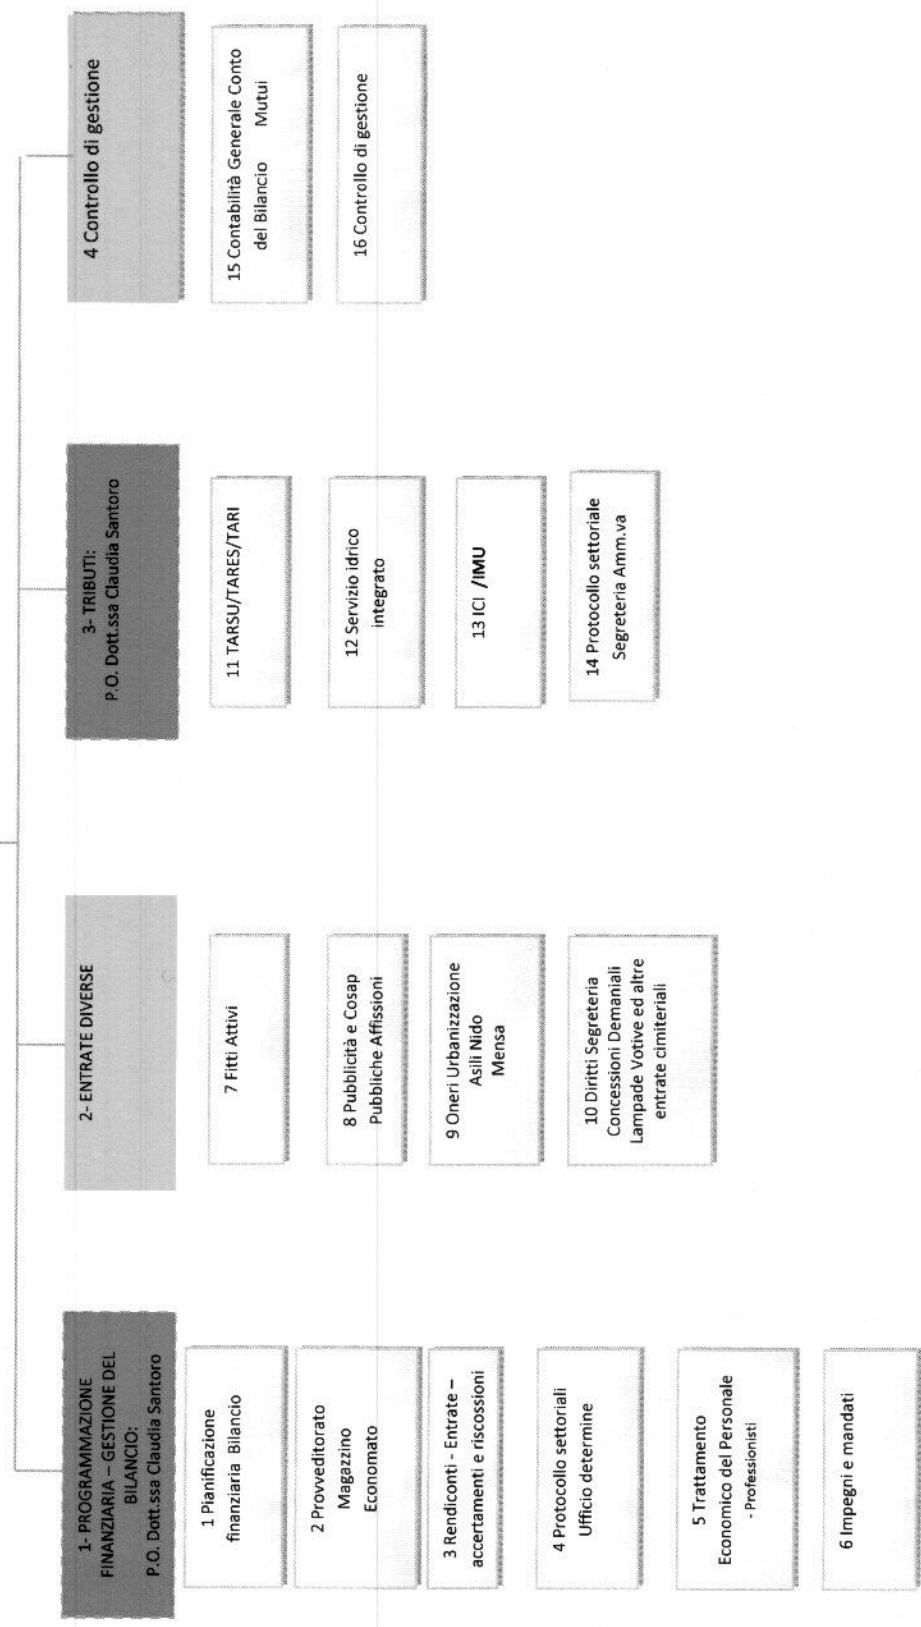 1- PROGRAMMAZIONE
FINANZIARIA – GESTIONE DEL
BILANCIO:
P.O. Dott.ssa Claudia Santoro
1 Pianificazione
finanziaria Bilancio
2 Provveditorato
Magazzino
Economato
3 Rendiconti - Entrate –
accertamenti e riscossioni
4 Protocollo settoriali
Ufficio determine
5 Trattamento
Economico del Personale
- Professionisti
6 Impegni e mandati
2- ENTRATE DIVERSE
7 Fitti Attivi
8 Pubblicità e Cosap
Pubbliche Affissioni
9 Oneri Urbanizzazione
Asili Nido
Mensa
10 Diritti Segreteria
Concessioni Demaniali
Lampade Votive ed altre
entrate cimiteriali
3- TRIBUTI:
P.O. Dott.ssa Claudia Santoro
11 TARSU/TARES/TARI
12 Servizio idrico
integrato
13 ICI /IMU
14 Protocollo settoriale
Segreteria Amm.va
4 Controllo di gestione
15 Contabilità Generale Conto
del Bilancio Mutui
16 Controllo di gestione